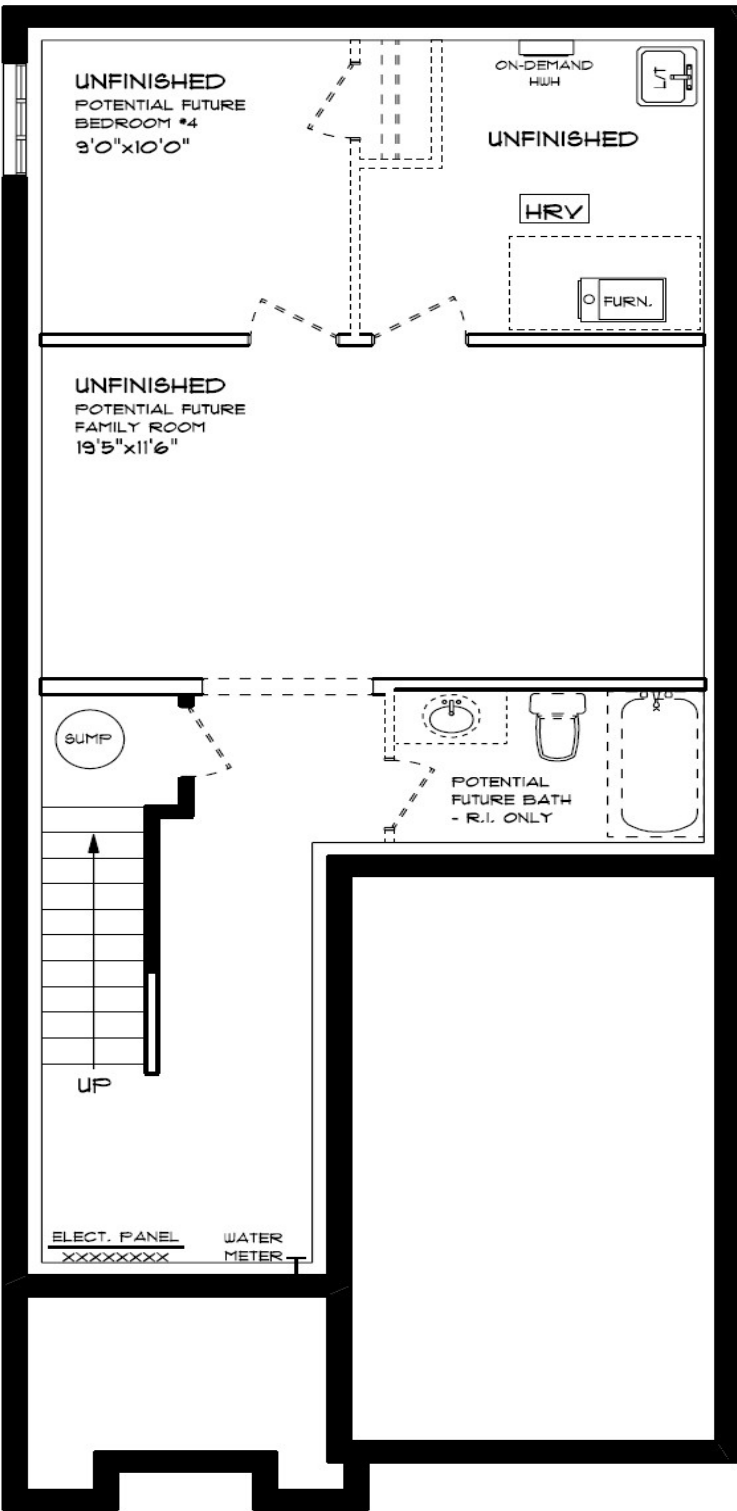 UNFINISHED
POTENTIAL FUTURE
BEDROOM #4
9'0"x10'0"
ON-DEMAND
HWH
L/T
UNFINISHED
HRV
FURN.
UNFINISHED
POTENTIAL FUTURE
FAMILY ROOM
19'5"x11'6"
SUMP
POTENTIAL
FUTURE BATH
- R.I. ONLY
UP
ELECT. PANEL
XXXXXXXX
WATER
METER